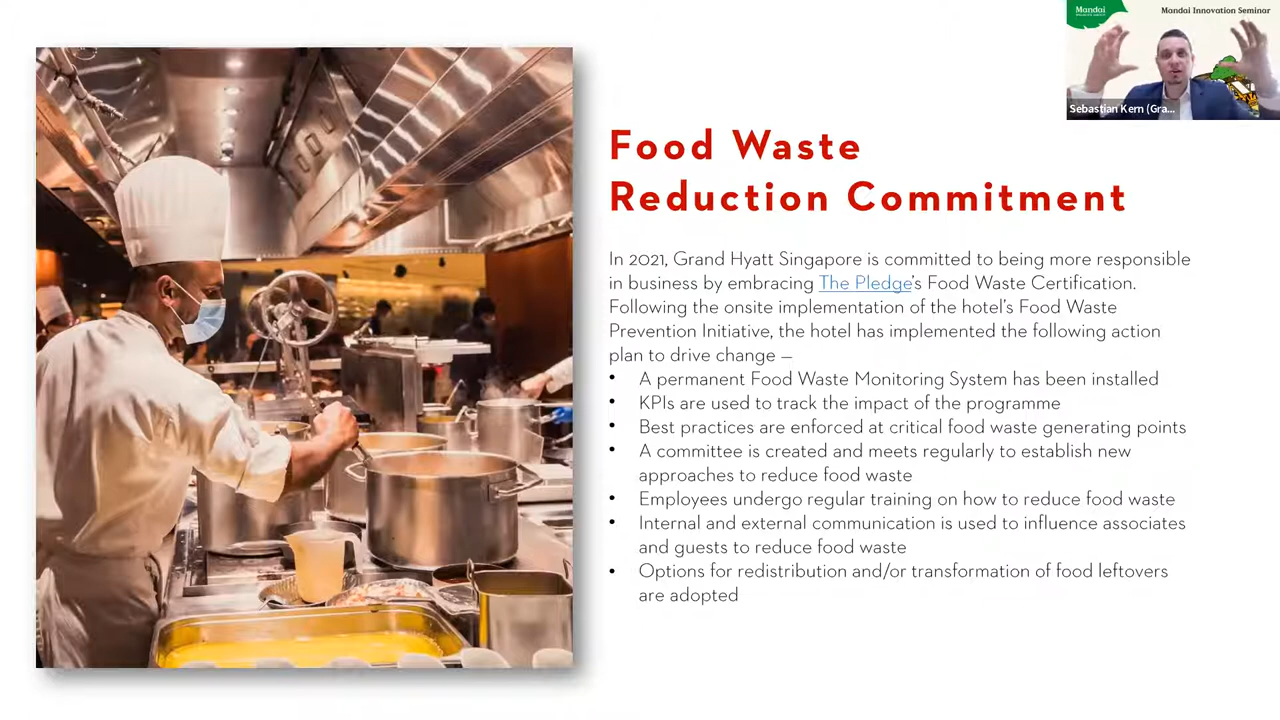 Mandai
Mandai Innovation Seminar
Sebastian Kern (Gra...
Food Waste
Reduction Commitment
In 2021, Grand Hyatt Singapore is committed to being more responsible
in business by embracing The Pledge's Food Waste Certification.
Following the onsite implementation of the hotel's Food Waste
Prevention Initiative, the hotel has implemented the following action
plan to drive change –
• A permanent Food Waste Monitoring System has been installed
• KPIs are used to track the impact of the programme
• Best practices are enforced at critical food waste generating points
• A committee is created and meets regularly to establish new
approaches to reduce food waste
• Employees undergo regular training on how to reduce food waste
• Internal and external communication is used to influence associates
and guests to reduce food waste
• Options for redistribution and/or transformation of food leftovers
are adopted